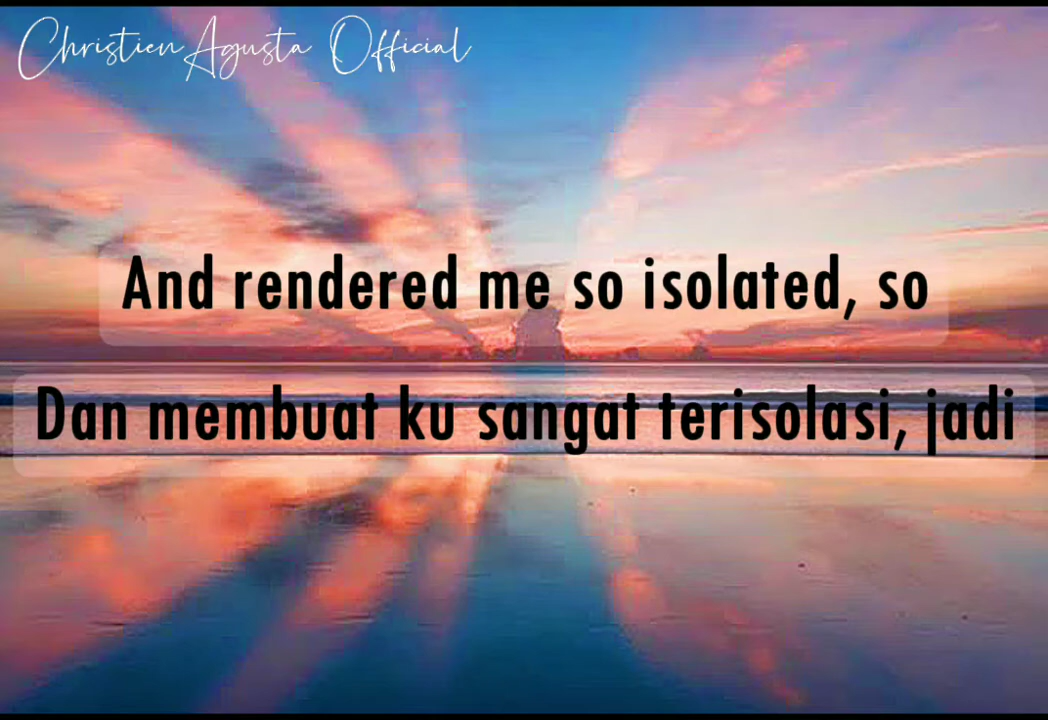 Christien Agusta Official
And rendered me so isolated, so
Dan membuat ku sangat terisolasi, jadi